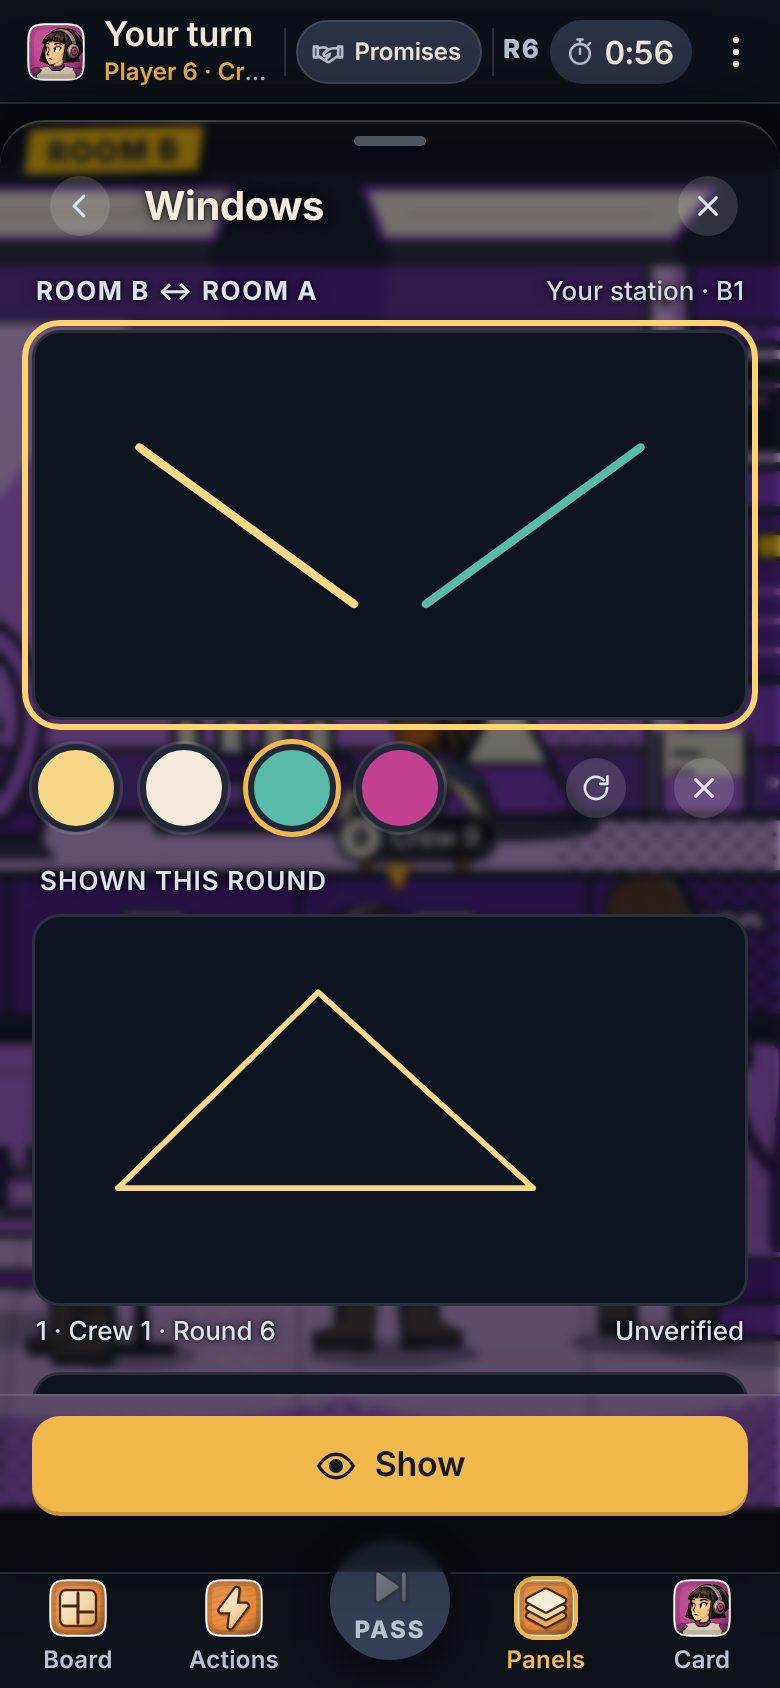 Your turn
Player 6 · Cr...
Promises
R6
0:56
ROOM B
Windows
ROOM B ↔ ROOM A
Your station · B1
SHOWN THIS ROUND
1 · Crew 1 · Round 6
Unverified
Show
PASS
Board
Actions
Panels
Card